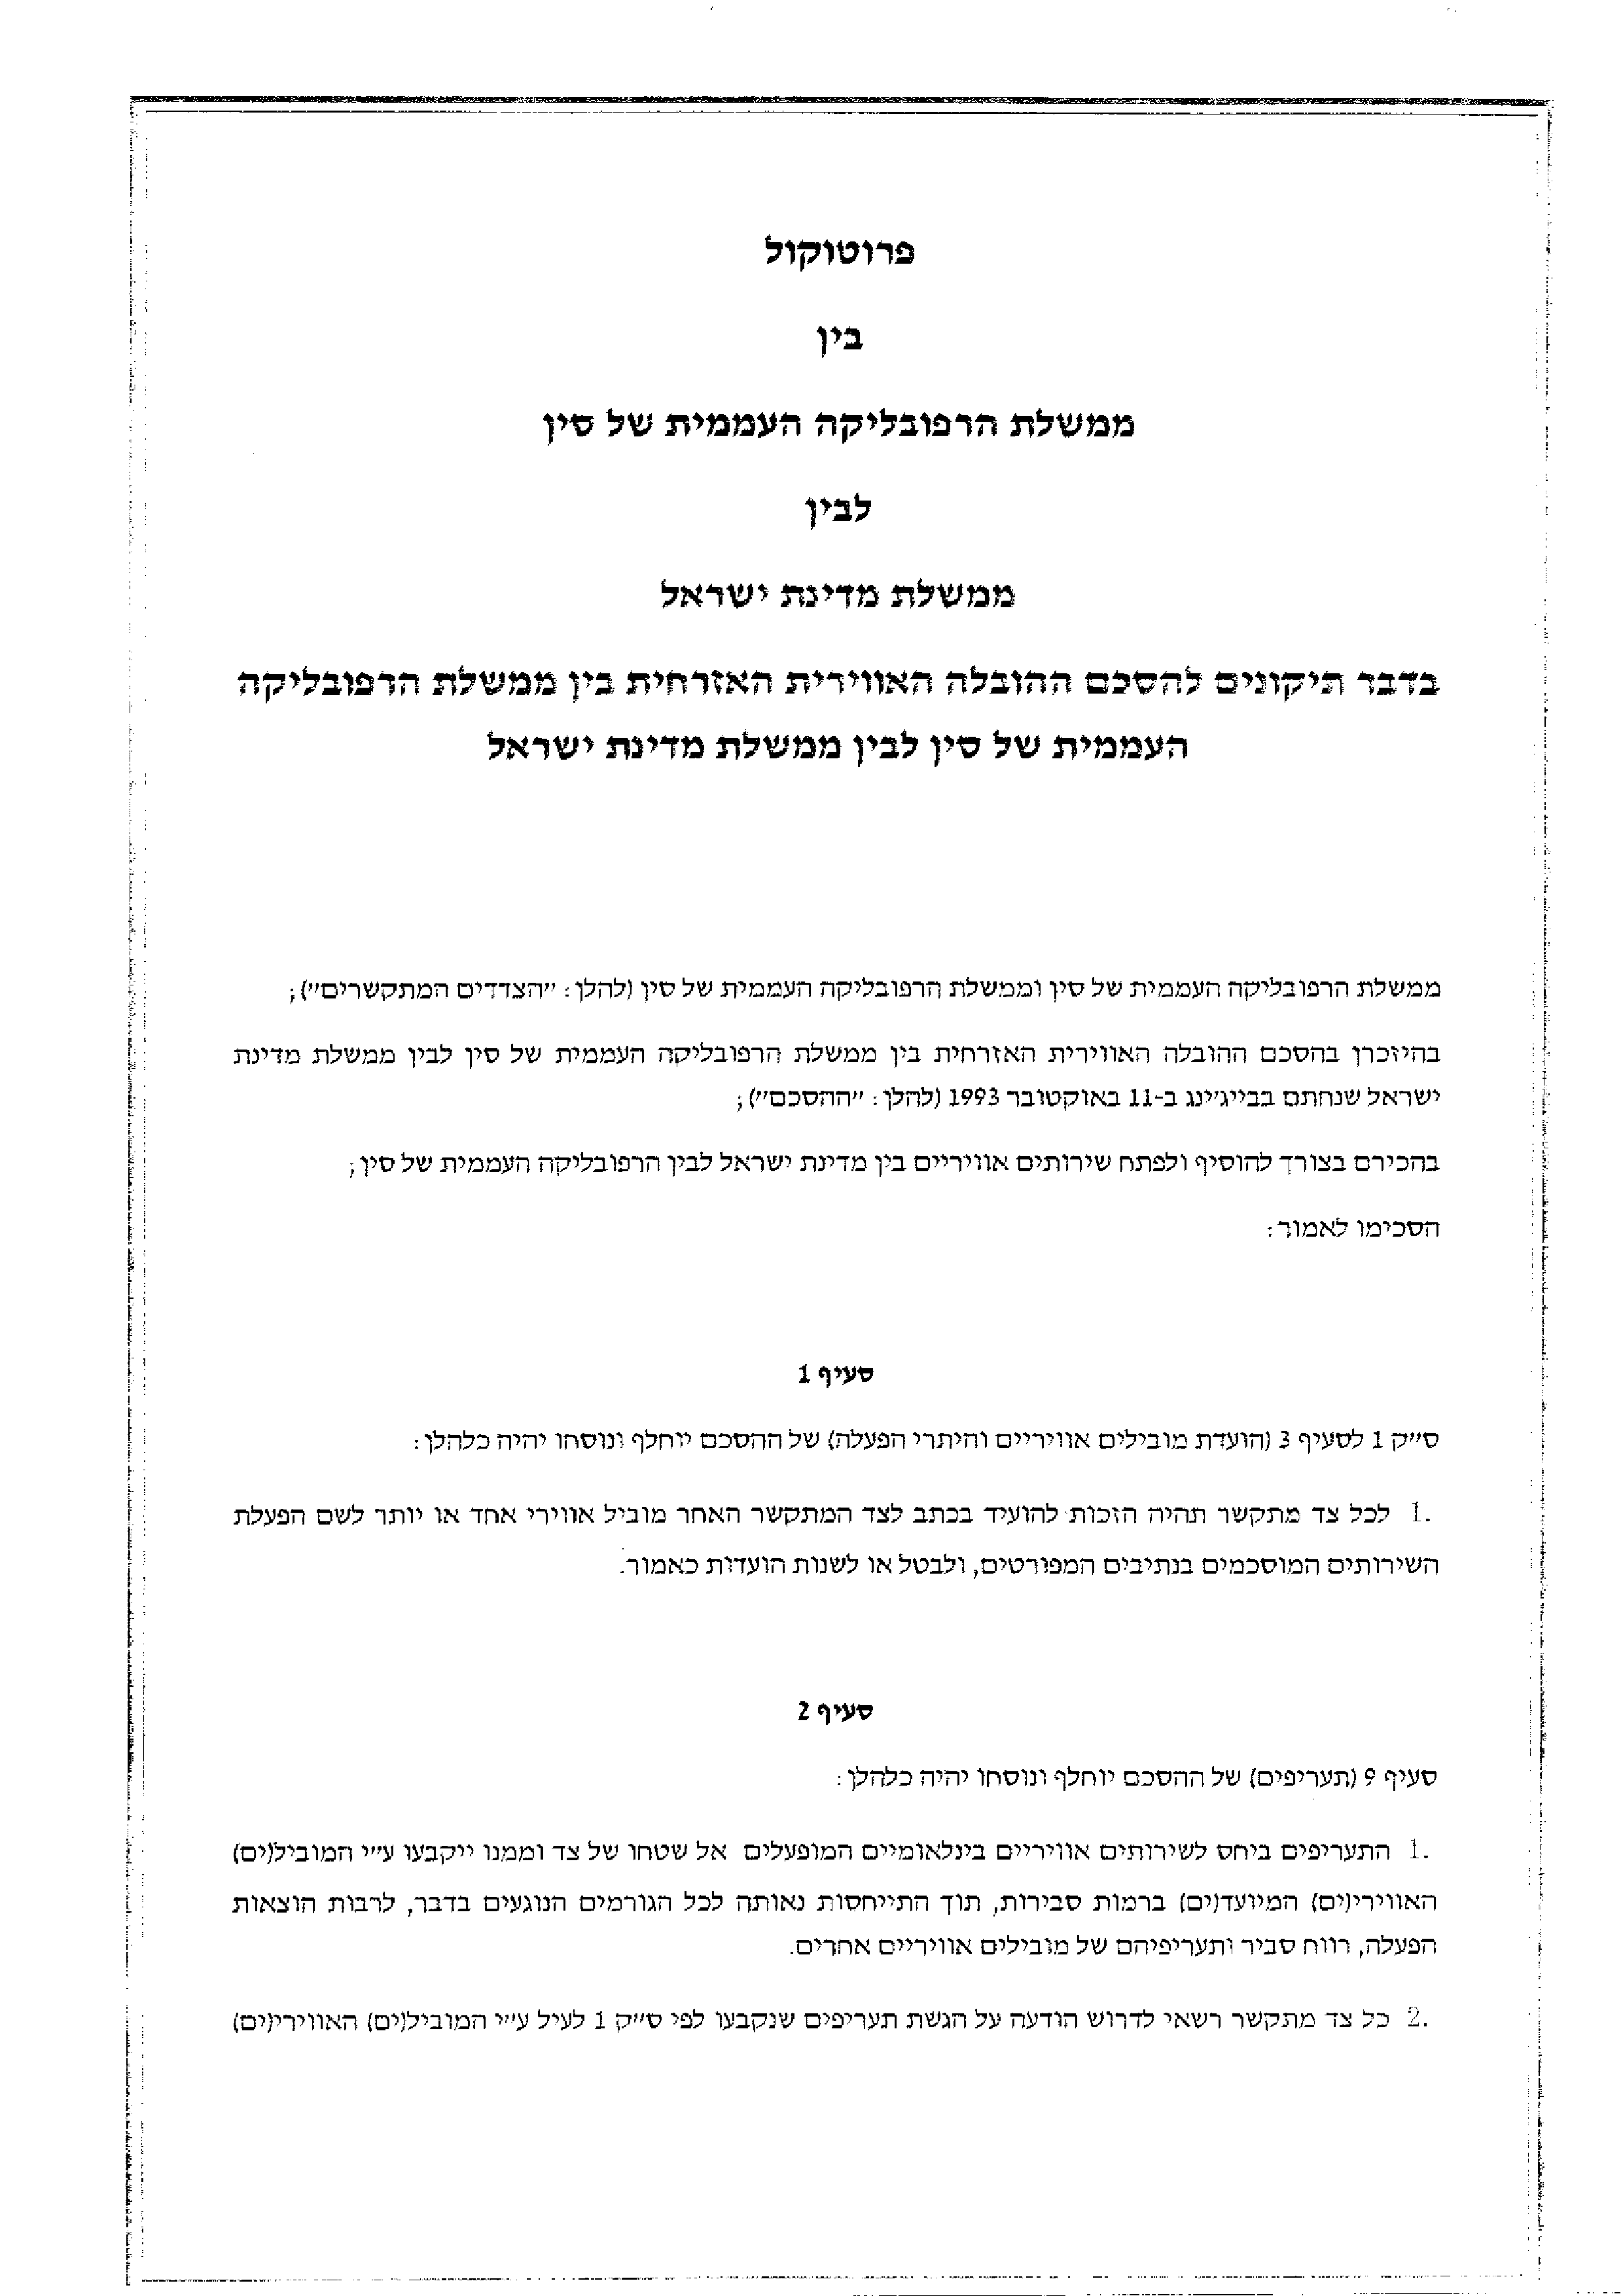 פרוטוקול
בין
ממשלת הרפובליקה העממית של סין
לבין
ממשלת מדינת ישראל
בדבר תיקונים להסכם ההובלה האווירית האזרחית בין ממשלת הרפובליקה
העממית של סין לבין ממשלת מדינת ישראל
ממשלת הרפובליקה העממית של סין וממשלת הרפובליקה העממית של סין (להלן: "הצדדים המתקשרים");
בהיזכרן בהסכם ההובלה האווירית האזרחית בין ממשלת הרפובליקה העממית של סין לבין ממשלת מדינת
ישראל שנחתם בבייג'ינג ב-11 באוקטובר 1993 (להלן: "ההסכם");
בהכירם בצורך להוסיף ולפתח שירותים אוויריים בין מדינת ישראל לבין הרפובליקה העממית של סין;
הסכימו לאמור:
סעיף 1
ס"ק 1 לסעיף 3 (הועדת מובילים אוויריים והיתרי הפעלה) של ההסכם יוחלף ונוסחו יהיה כלהלן:
1. לכל צד מתקשר תהיה הזכות להועיד בכתב לצד המתקשר האחר מוביל אווירי אחד או יותר לשם הפעלת
השירותים המוסכמים בנתיבים המפורטים, ולבטל או לשנות הועדות כאמור.
סעיף 2
סעיף 9 (תעריפים) של ההסכם יוחלף ונוסחו יהיה כלהלן:
1. התעריפים ביחס לשירותים אוויריים בינלאומיים המופעלים אל שטחו של צד וממנו ייקבעו ע"י המוביל(ים)
האווירי(ים) המיועד(ים) ברמות סבירות, תוך התייחסות נאותה לכל הגורמים הנוגעים בדבר, לרבות הוצאות
הפעלה, רווח סביר ותעריפיהם של מובילים אוויריים אחרים.
2. כל צד מתקשר רשאי לדרוש הודעה על הגשת תעריפים שנקבעו לפי ס"ק 1 לעיל ע"י המוביל(ים) האווירי(ים)